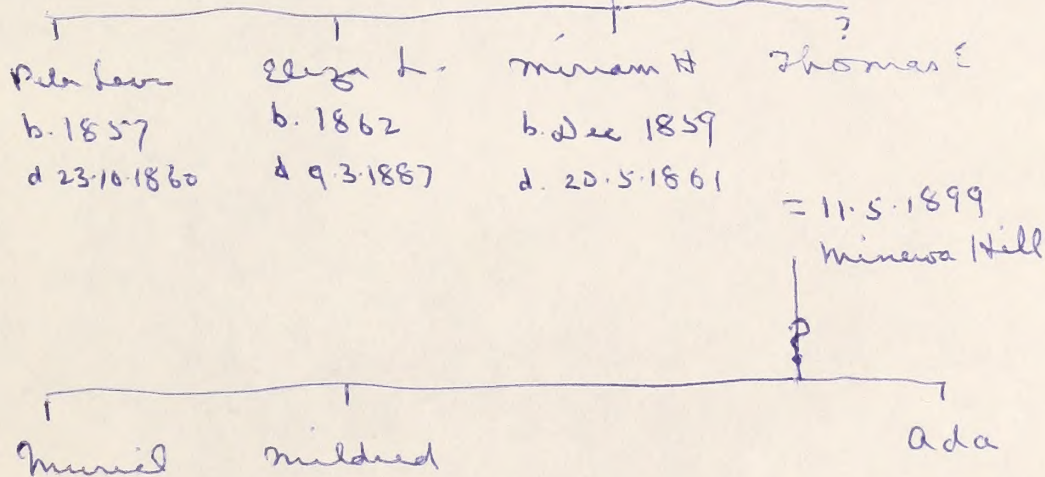 ?
Peter Eliza L. Miriam H Thomas E
b. 1857 b. 1862 b. Dec 1859
d 23.10.1860 d 9.3.1887 d. 20.5.1861
= 11.5.1899
Minerva Hill
?
Muriel Mildred Ada